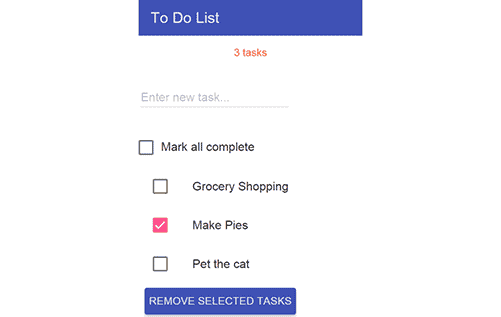 To Do List
3 tasks
Enter new task...
Mark all complete
Grocery Shopping
Make Pies
Pet the cat
REMOVE SELECTED TASKS